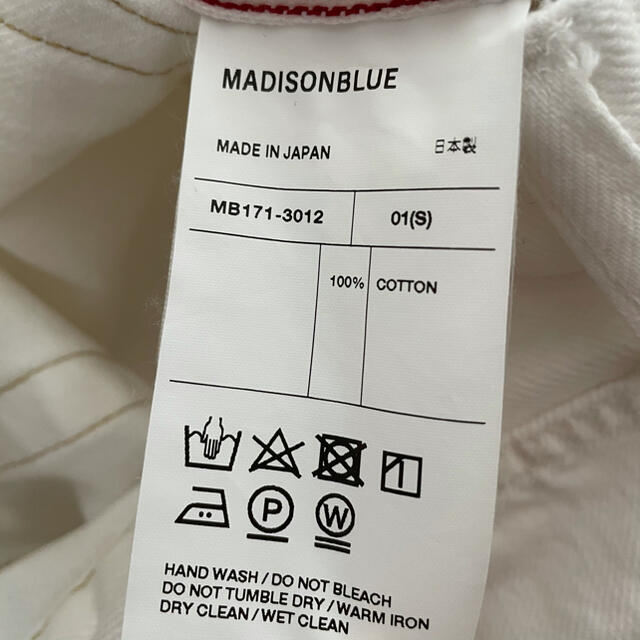 MADISONBLUE
MADE IN JAPAN 日本製
MB171-3012 01(S)
100% COTTON
P W
HAND WASH / DO NOT BLEACH
DO NOT TUMBLE DRY / WARM IRON
DRY CLEAN / WET CLEAN